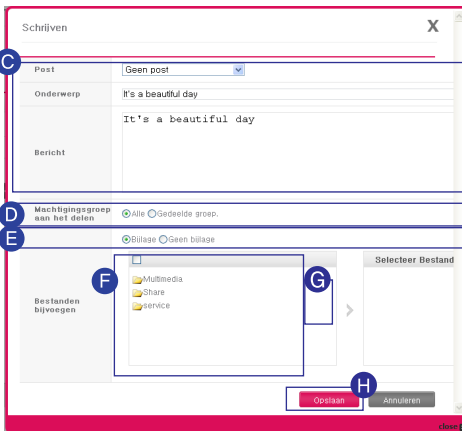 Schrijven X
C
Post Geen post
Onderwerp It's a beautiful day
Bericht It's a beautiful day
D Machtigingsgroep aan het delen Alle Gedeelde groep.
E Bijlage Geen bijlage
Selecteer Bestand
F Multimedia G
Share
service
Bestanden bijvoegen
H
Opslaan Annuleren
close